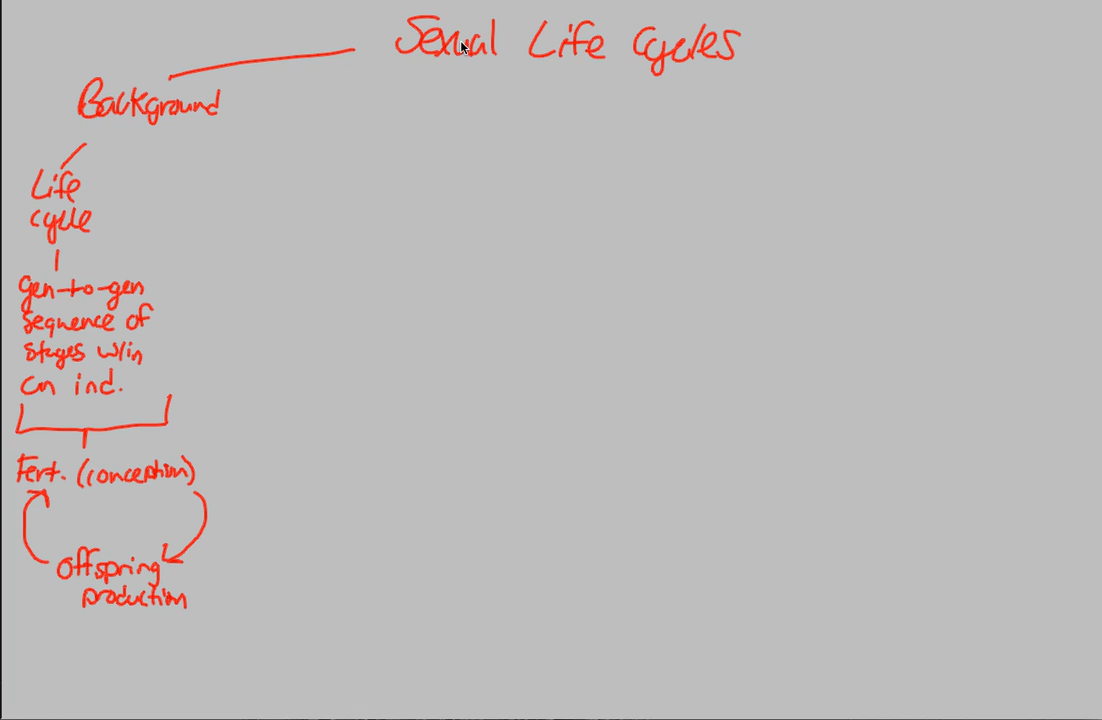 Sexual Life Cycles
Background
Life
cycle
Gen-to-gen
sequence of
stages w/in
an ind.
Fert. (conception)
Offspring
production